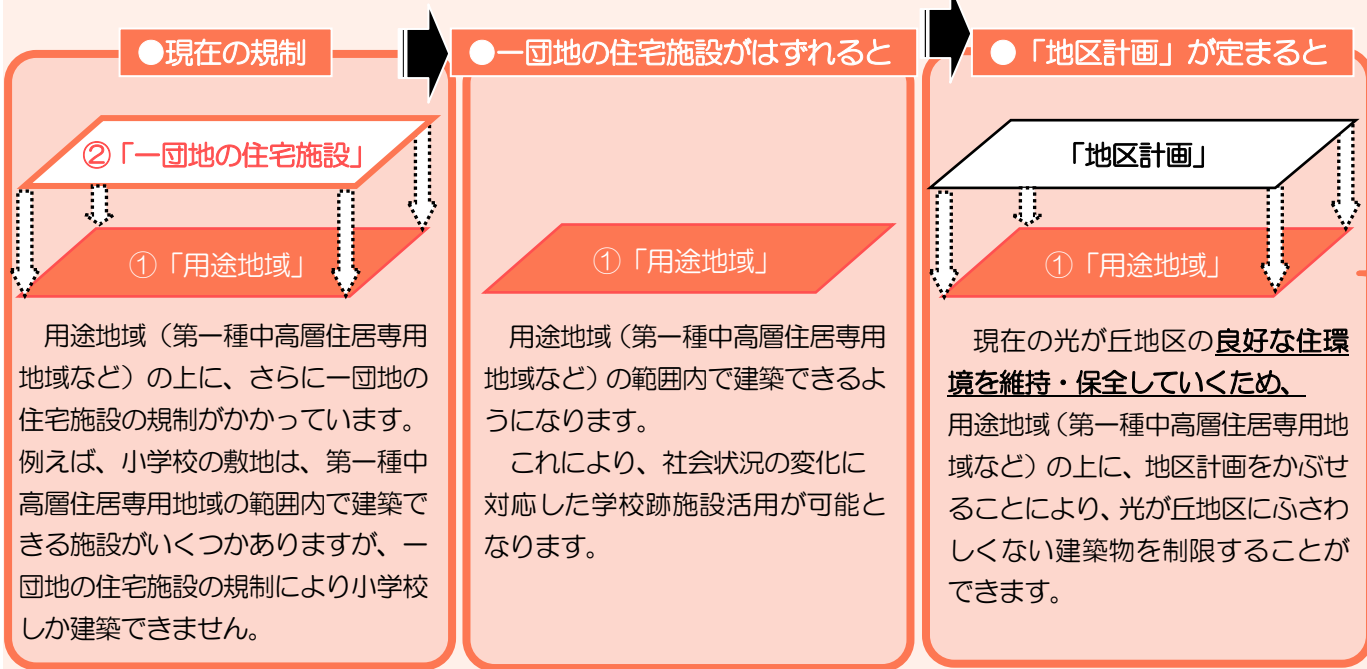 ●現在の規制
②「一団地の住宅施設」
①「用途地域」
用途地域（第一種中高層住居専用
地域など）の上に、さらに一団地の
住宅施設の規制がかかっています。
例えば、小学校の敷地は、第一種中
高層住居専用地域の範囲内で建築で
きる施設がいくつかありますが、一
団地の住宅施設の規制により小学校
しか建築できません。
●一団地の住宅施設がはずれると
①「用途地域」
用途地域（第一種中高層住居専用
地域など）の範囲内で建築できるよ
うになります。
これにより、社会状況の変化に
対応した学校跡施設活用が可能と
なります。
●「地区計画」が定まると
「地区計画」
①「用途地域」
現在の光が丘地区の良好な住環
境を維持・保全していくため、
用途地域（第一種中高層住居専用地
域など）の上に、地区計画をかぶせ
ることにより、光が丘地区にふさわ
しくない建築物を制限することが
できます。